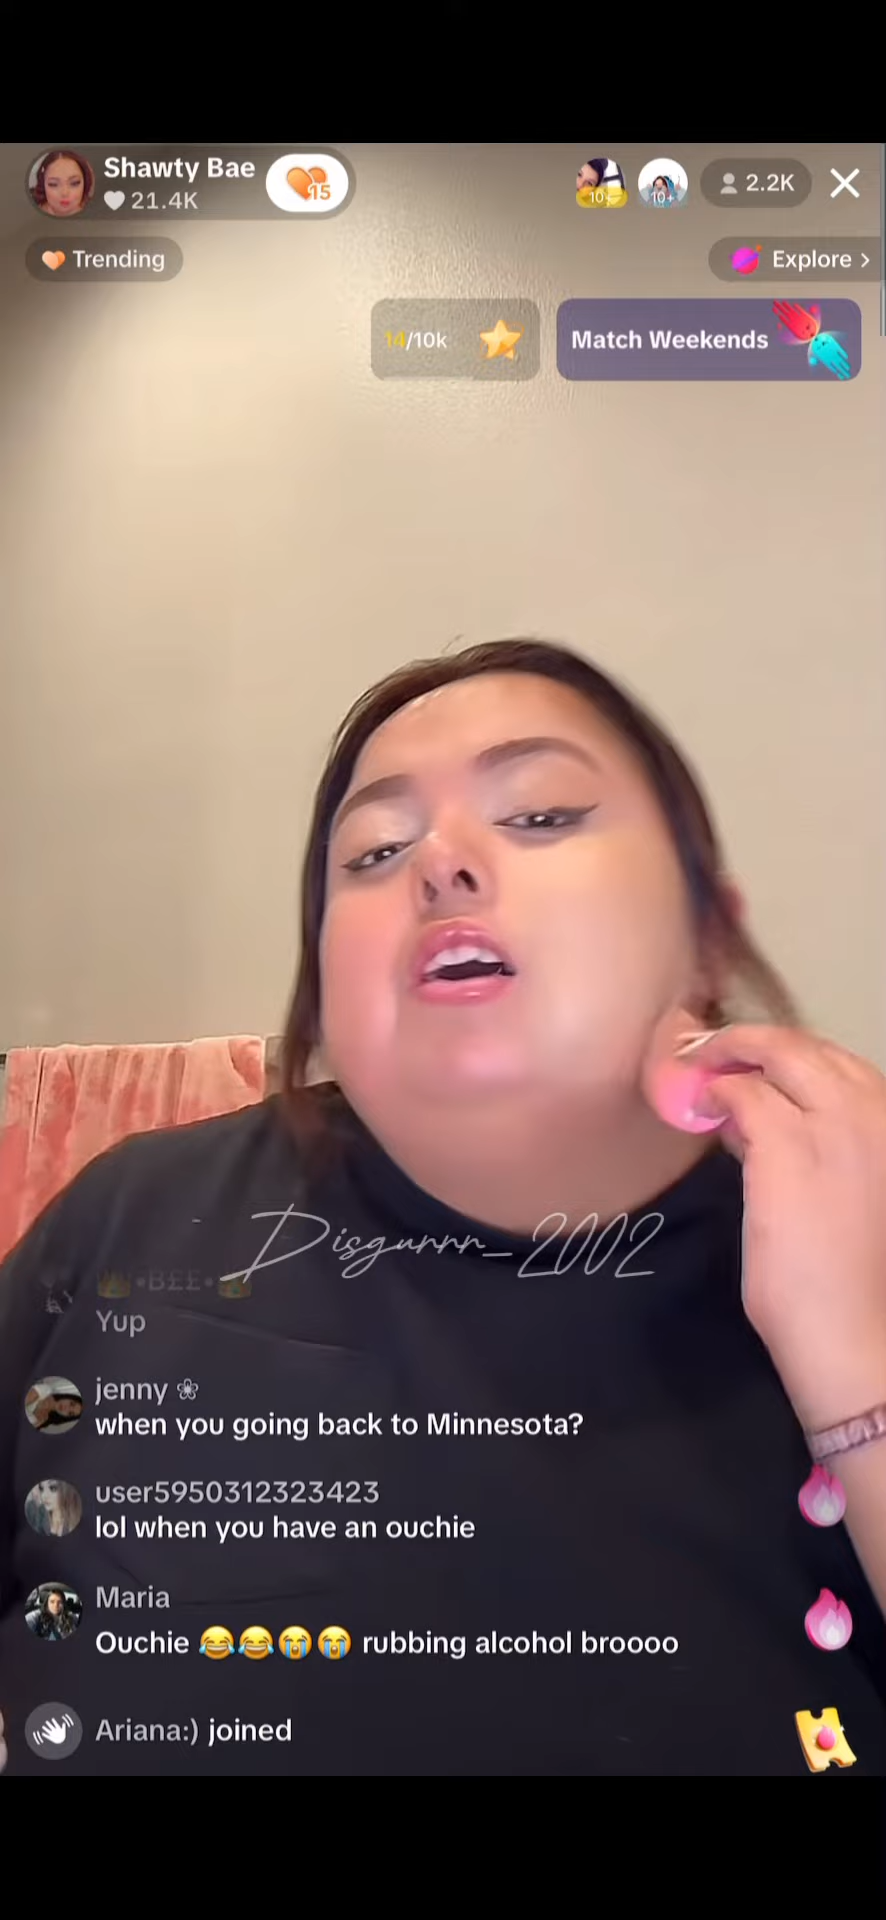 Shawty Bae
21.4K
15
10+
10+
2.2K
Trending
Explore >
14/10k
Match Weekends
Disgurrr_2002
•B££•
Yup
jenny ❀
when you going back to Minnesota?
user5950312323423
lol when you have an ouchie
Maria
Ouchie 😂😂😭😭 rubbing alcohol broooo
Ariana:) joined